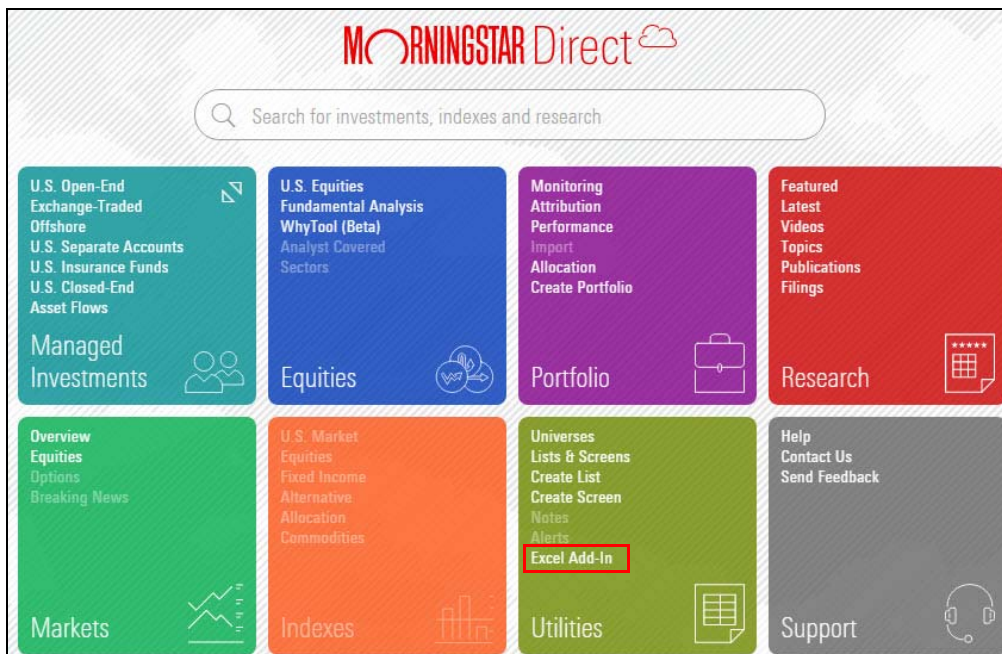 MORNINGSTAR Direct
Search for investments, indexes and research
U.S. Open-End
Exchange-Traded
Offshore
U.S. Separate Accounts
U.S. Insurance Funds
U.S. Closed-End
Asset Flows
Managed
Investments
U.S. Equities
Fundamental Analysis
WhyTool (Beta)
Analyst Covered
Sectors
Equities
Monitoring
Attribution
Performance
Import
Allocation
Create Portfolio
Portfolio
Featured
Latest
Videos
Topics
Publications
Filings
Research
Overview
Equities
Options
Breaking News
Markets
U.S. Market
Equities
Fixed Income
Alternative
Allocation
Commodities
Indexes
Universes
Lists & Screens
Create List
Create Screen
Notes
Alerts
Excel Add-In
Utilities
Help
Contact Us
Send Feedback
Support